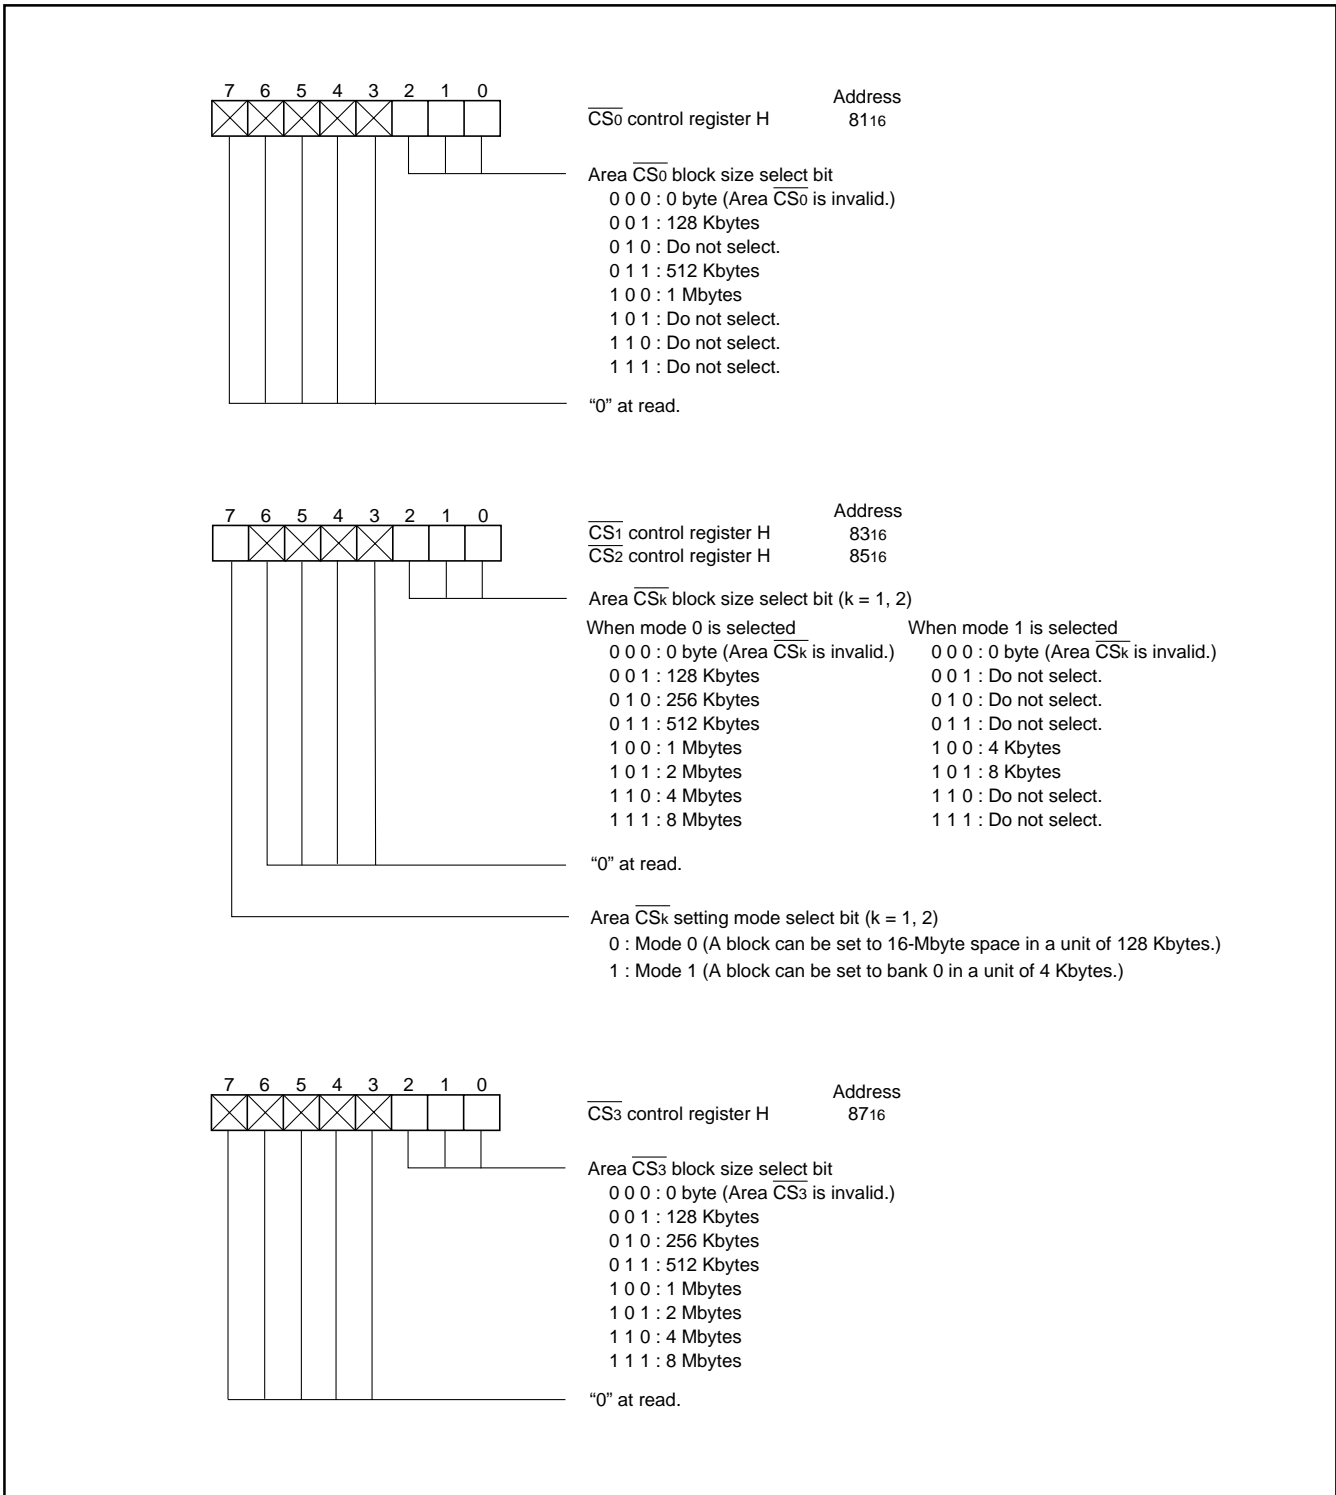 7 6 5 4 3 2 1 0
Address
CS0 control register H 8116
Area CS0 block size select bit
0 0 0 : 0 byte (Area CS0 is invalid.)
0 0 1 : 128 Kbytes
0 1 0 : Do not select.
0 1 1 : 512 Kbytes
1 0 0 : 1 Mbytes
1 0 1 : Do not select.
1 1 0 : Do not select.
1 1 1 : Do not select.
“0” at read.
7 6 5 4 3 2 1 0
Address
CS1 control register H 8316
CS2 control register H 8516
Area CSk block size select bit (k = 1, 2)
When mode 0 is selected
0 0 0 : 0 byte (Area CSk is invalid.)
0 0 1 : 128 Kbytes
0 1 0 : 256 Kbytes
0 1 1 : 512 Kbytes
1 0 0 : 1 Mbytes
1 0 1 : 2 Mbytes
1 1 0 : 4 Mbytes
1 1 1 : 8 Mbytes
When mode 1 is selected
0 0 0 : 0 byte (Area CSk is invalid.)
0 0 1 : Do not select.
0 1 0 : Do not select.
0 1 1 : Do not select.
1 0 0 : 4 Kbytes
1 0 1 : 8 Kbytes
1 1 0 : Do not select.
1 1 1 : Do not select.
“0” at read.
Area CSk setting mode select bit (k = 1, 2)
0 : Mode 0 (A block can be set to 16-Mbyte space in a unit of 128 Kbytes.)
1 : Mode 1 (A block can be set to bank 0 in a unit of 4 Kbytes.)
7 6 5 4 3 2 1 0
Address
CS3 control register H 8716
Area CS3 block size select bit
0 0 0 : 0 byte (Area CS3 is invalid.)
0 0 1 : 128 Kbytes
0 1 0 : 256 Kbytes
0 1 1 : 512 Kbytes
1 0 0 : 1 Mbytes
1 0 1 : 2 Mbytes
1 1 0 : 4 Mbytes
1 1 1 : 8 Mbytes
“0” at read.